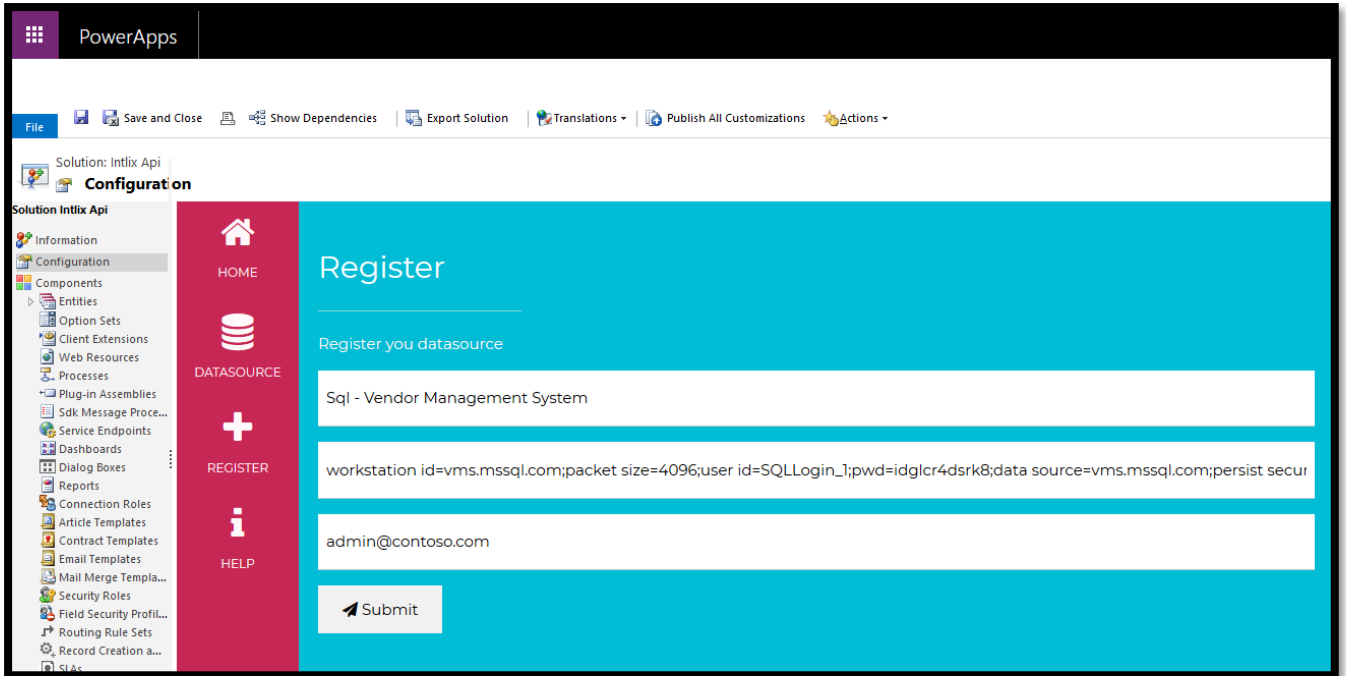 PowerApps
File
Save and Close
Show Dependencies
Export Solution
Translations
Publish All Customizations
Actions
Solution: Intlix Api
Configuration
Solution Intlix Api
Information
Configuration
Components
Entities
Option Sets
Client Extensions
Web Resources
Processes
Plug-in Assemblies
Sdk Message Proce...
Service Endpoints
Dashboards
Dialog Boxes
Reports
Connection Roles
Article Templates
Contract Templates
Email Templates
Mail Merge Templa...
Security Roles
Field Security Profil...
Routing Rule Sets
Record Creation a...
SLAs
HOME
DATASOURCE
REGISTER
HELP
Register
Register you datasource
Sql - Vendor Management System
workstation id=vms.mssql.com;packet size=4096;user id=SQLLogin_1;pwd=idglcr4dsrk8;data source=vms.mssql.com;persist secur
admin@contoso.com
Submit